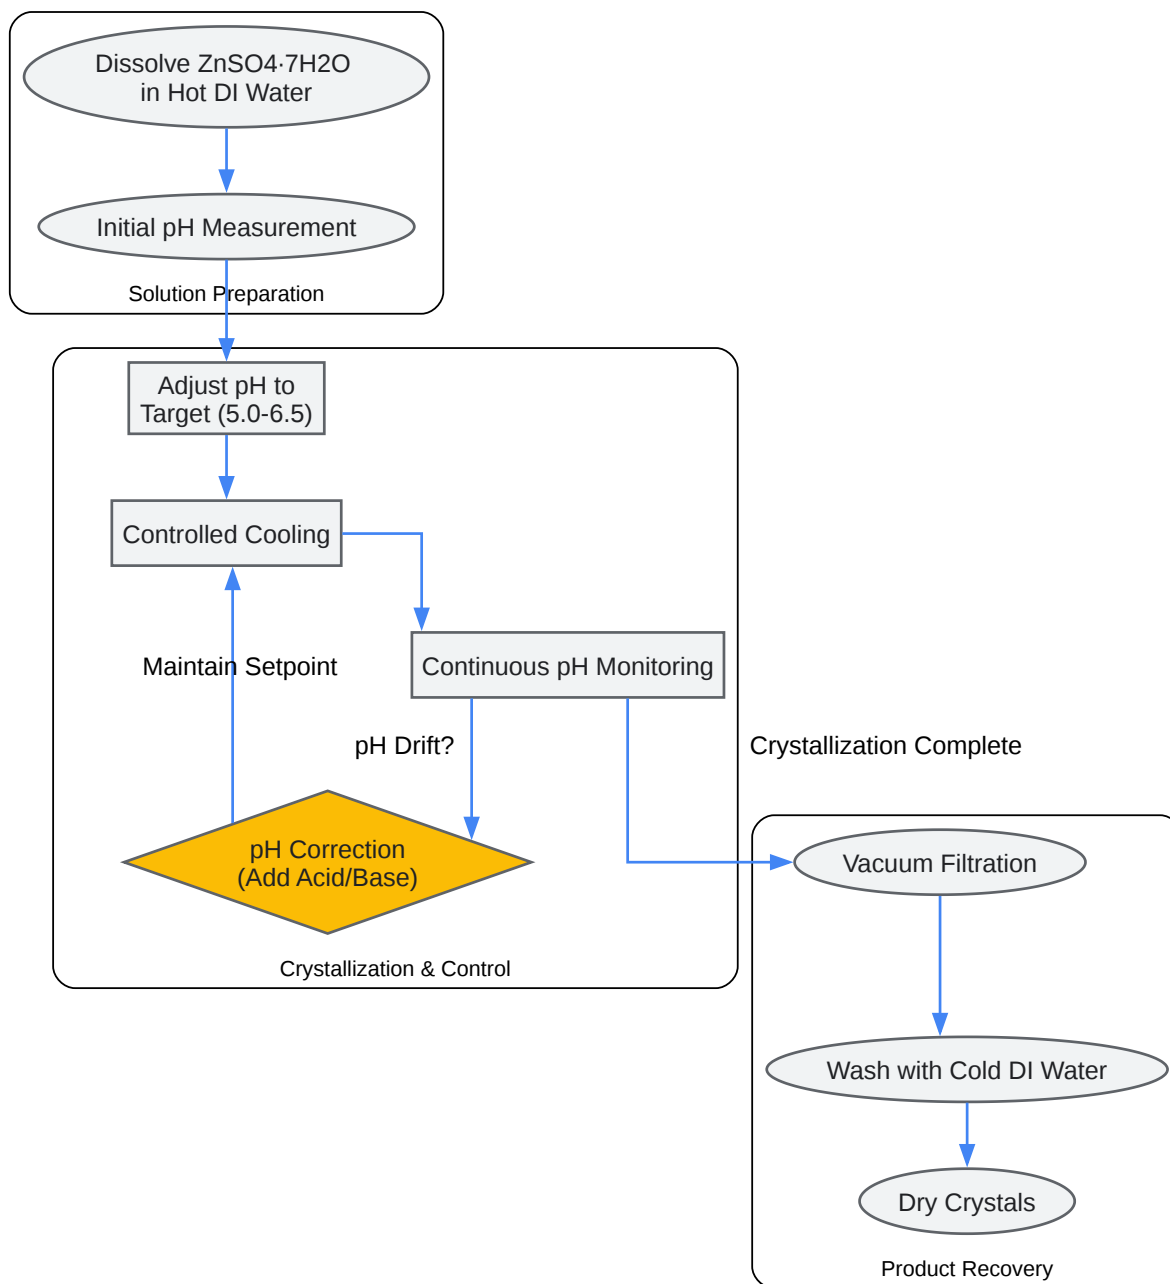 Dissolve ZnSO4·7H2O
in Hot DI Water
Initial pH Measurement
Solution Preparation
Adjust pH to
Target (5.0-6.5)
Controlled Cooling
Maintain Setpoint
Continuous pH Monitoring
pH Drift?
Crystallization Complete
pH Correction
(Add Acid/Base)
Crystallization & Control
Vacuum Filtration
Wash with Cold DI Water
Dry Crystals
Product Recovery